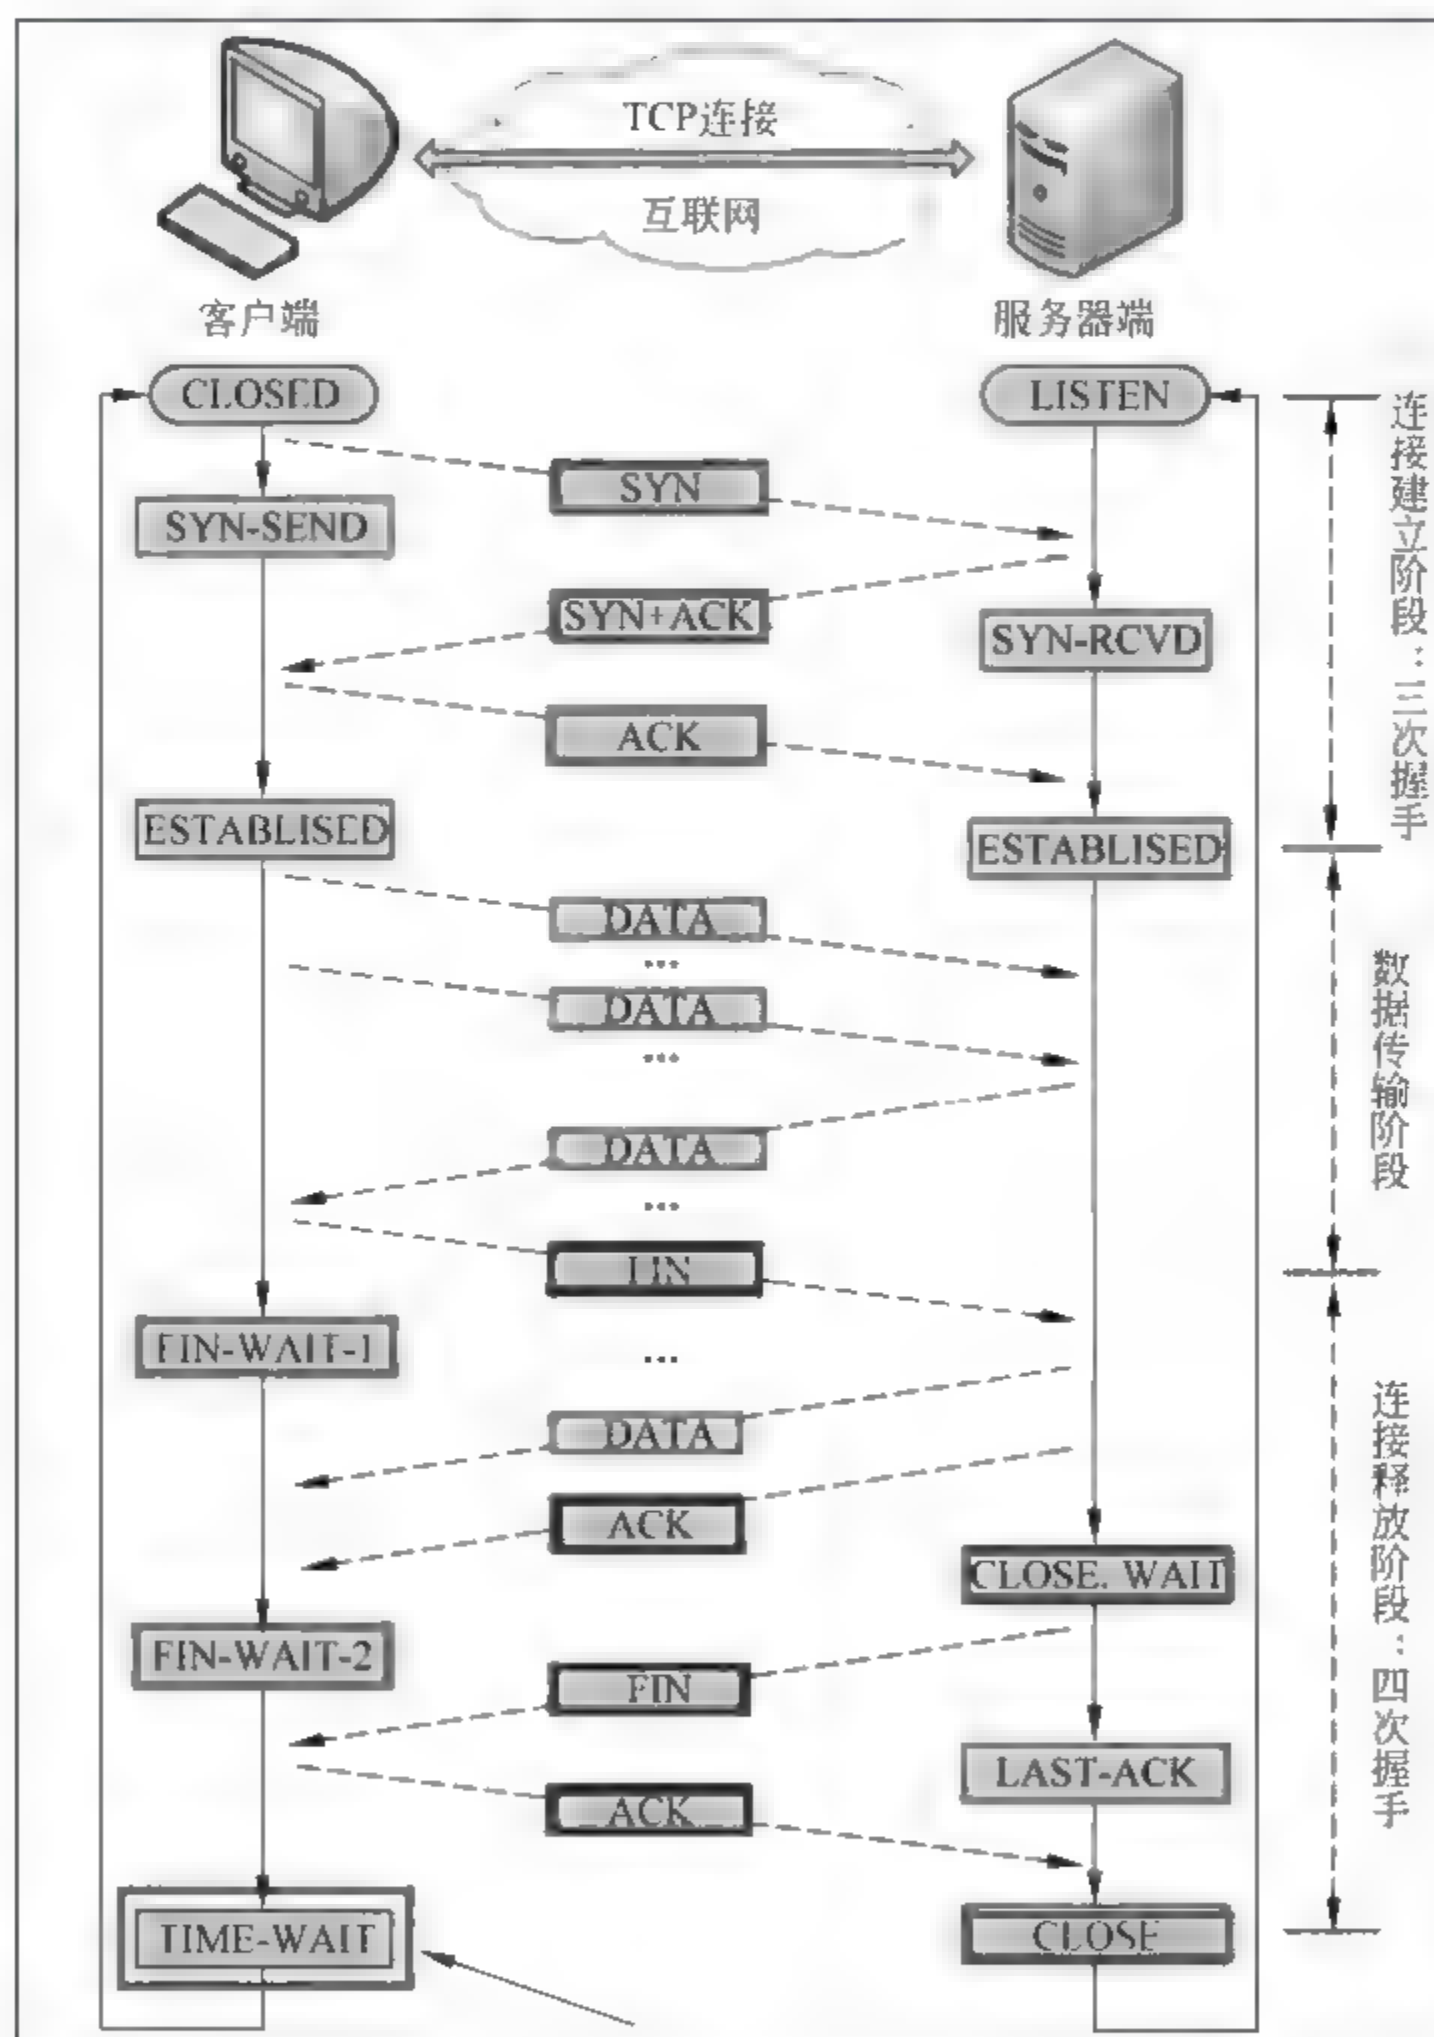 TCP连接
互联网
客户端
服务器端
CLOSED
LISTEN
SYN
SYN-SEND
SYN+ACK
SYN-RCVD
ACK
ESTABLISED
ESTABLISED
连接建立阶段：三次握手
DATA
...
DATA
...
DATA
...
数据传输阶段
FIN
FIN-WAIT-1
...
DATA
ACK
CLOSE. WAIT
FIN-WAIT-2
FIN
LAST-ACK
ACK
TIME-WAIT
CLOSE
连接释放阶段：四次握手